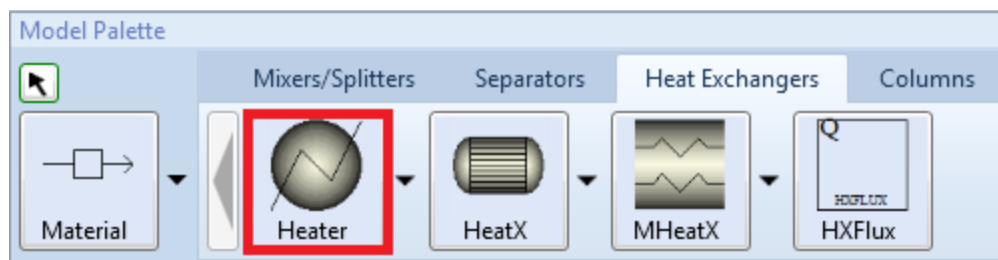 Model Palette
Mixers/Splitters Separators Heat Exchangers Columns
Q
HXFLUX
Material Heater HeatX MHeatX HXFlux